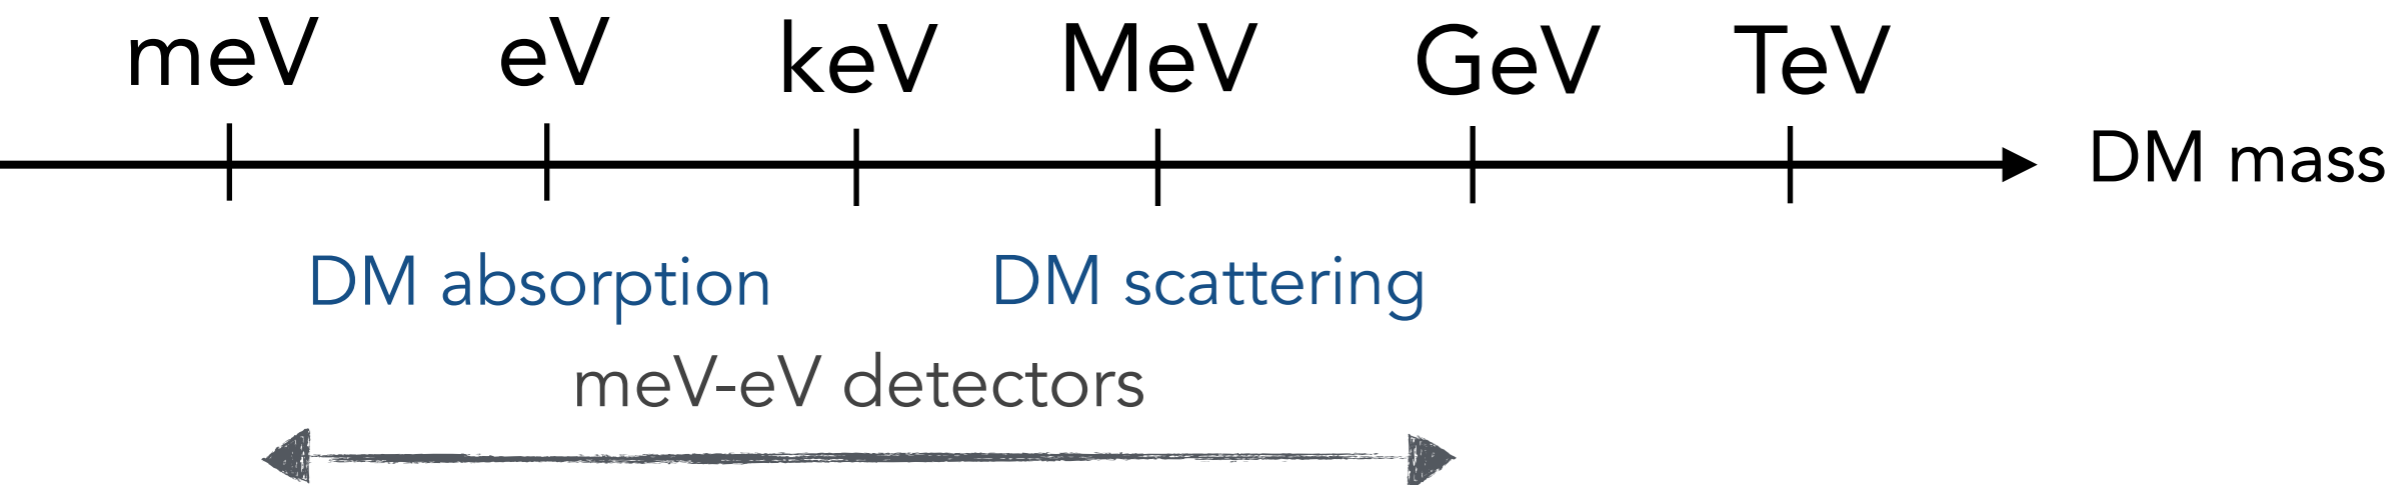 meV eV keV MeV GeV TeV
DM mass
DM absorption DM scattering
meV-eV detectors